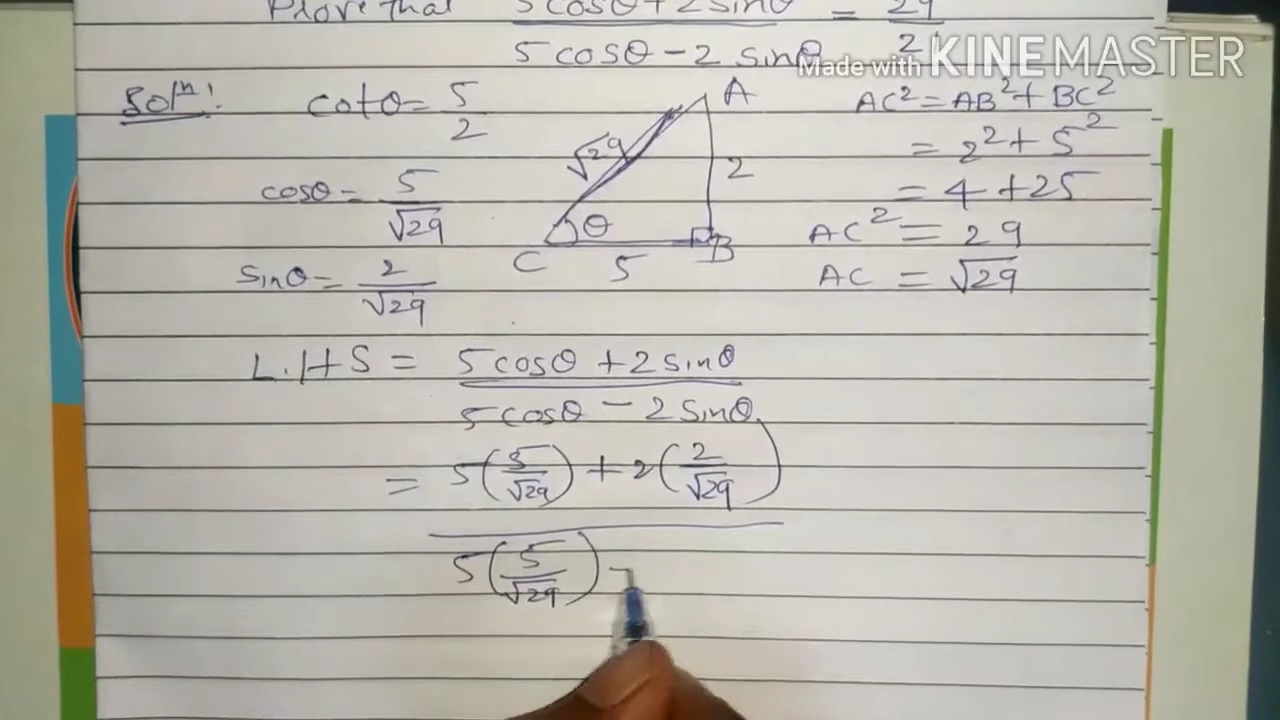 Prove that 5 cosθ + 2 sinθ / 5 cosθ - 2 sinθ = 29 / 21
Made with KINEMASTER
Solⁿ: cotθ = 5/2
cosθ = 5/√29
sinθ = 2/√29
A
√29
2
θ
C
5
B
AC² = AB² + BC²
= 2² + 5²
= 4 + 25
AC² = 29
AC = √29
L.H S = 5 cosθ + 2 sinθ / 5 cosθ - 2 sinθ
= 5(5/√29) + 2(2/√29) / 5(5/√29) -